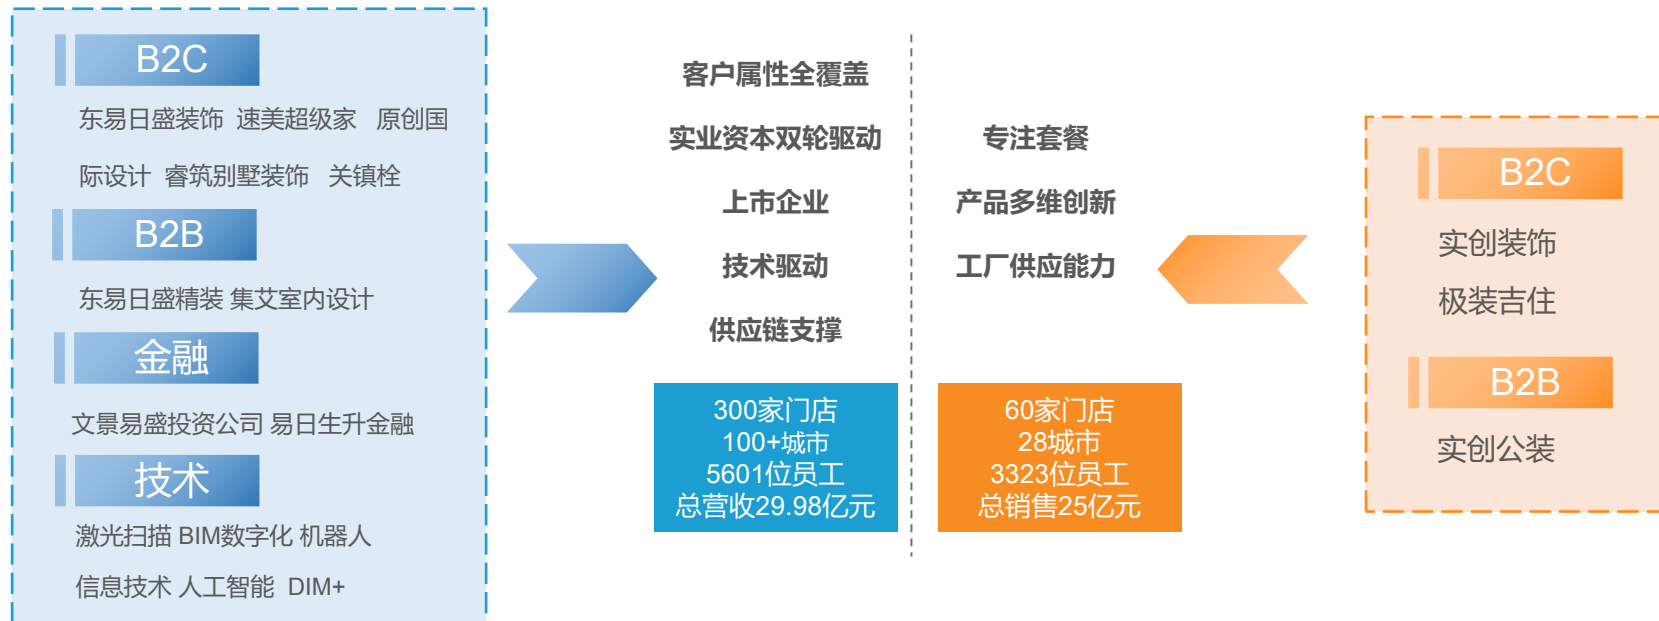 B2C
东易日盛装饰 速美超级家 原创国
际设计 睿筑别墅装饰 关镇栓
B2B
东易日盛精装 集艾室内设计
金融
文景易盛投资公司 易日生升金融
技术
激光扫描 BIM数字化 机器人
信息技术 人工智能 DIM+
客户属性全覆盖
实业资本双轮驱动
上市企业
技术驱动
供应链支撑
300家门店
100+城市
5601位员工
总营收29.98亿元
专注套餐
产品多维创新
工厂供应能力
60家门店
28城市
3323位员工
总销售25亿元
B2C
实创装饰
极装吉住
B2B
实创公装